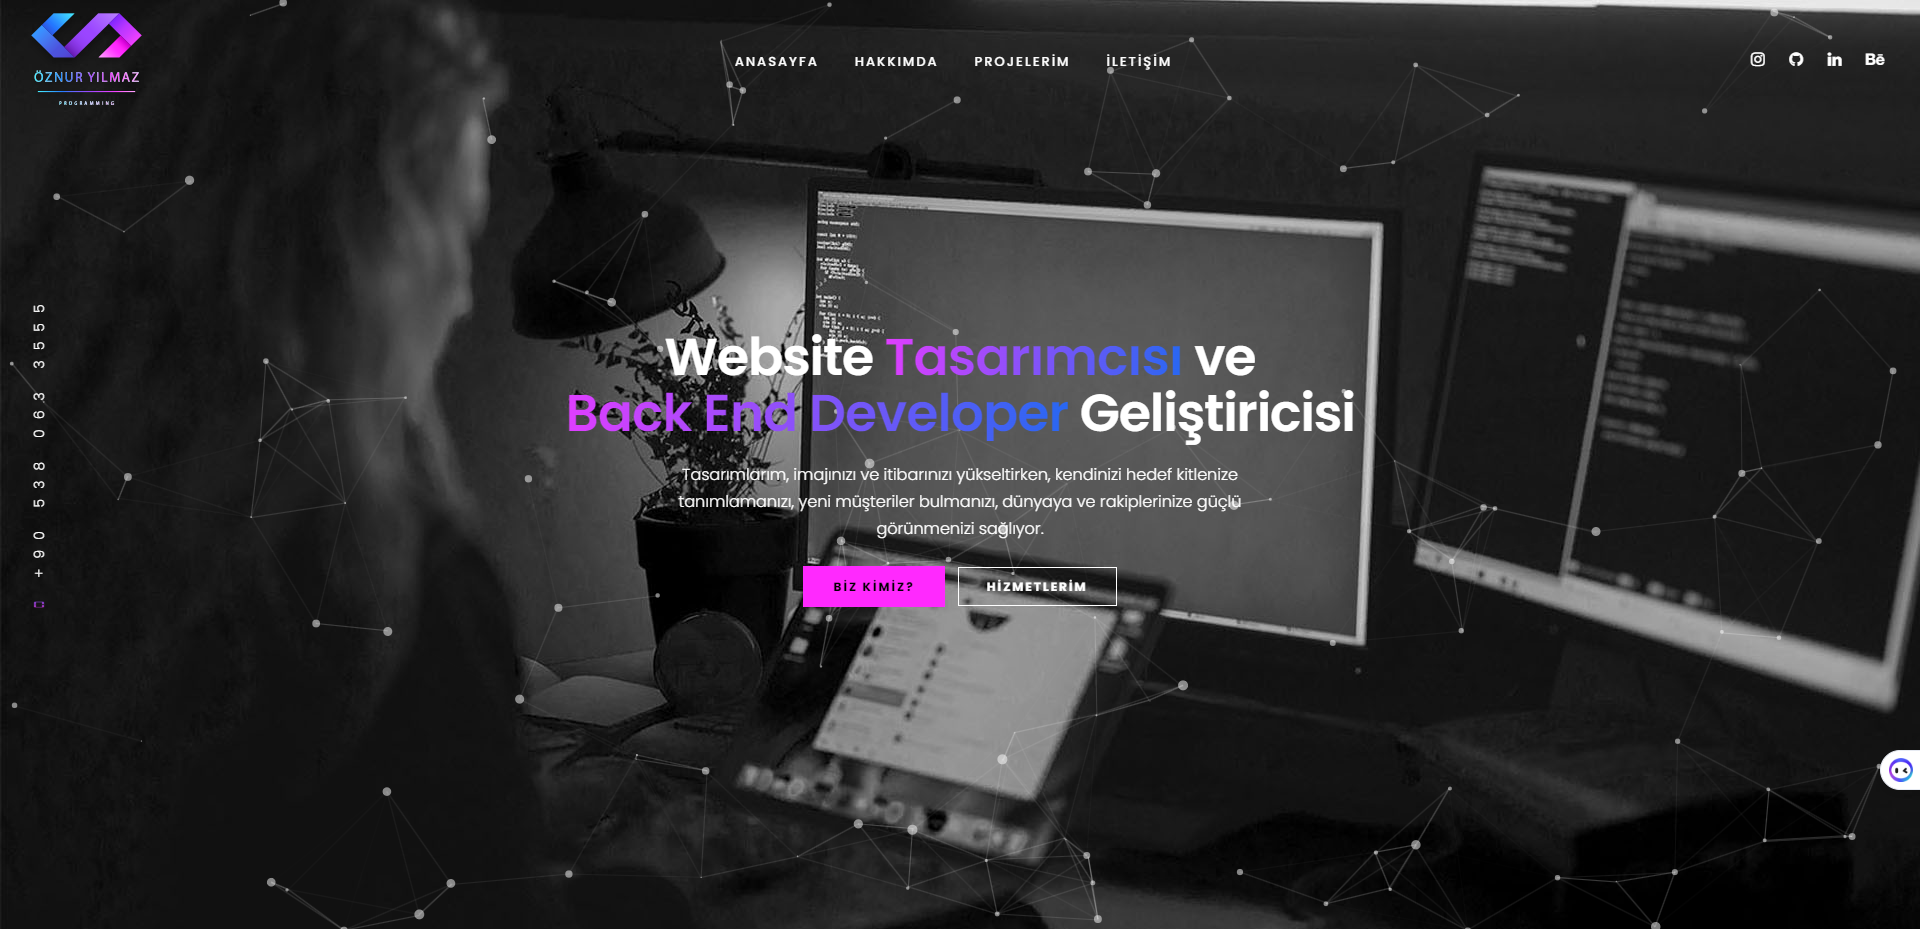 ÖZNUR YILMAZ
PROGRAMMING
ANASAYFA
HAKKIMDA
PROJELERİM
İLETİŞİM
Bē
+90 538 063 3555
Website Tasarımcısı ve
Back End Developer Geliştiricisi
Tasarımlarım, imajınızı ve itibarınızı yükseltirken, kendinizi hedef kitlenize
tanımlamanızı, yeni müşteriler bulmanızı, dünyaya ve rakiplerinize güçlü
görünmenizi sağlıyor.
BİZ KİMİZ?
HİZMETLERİM